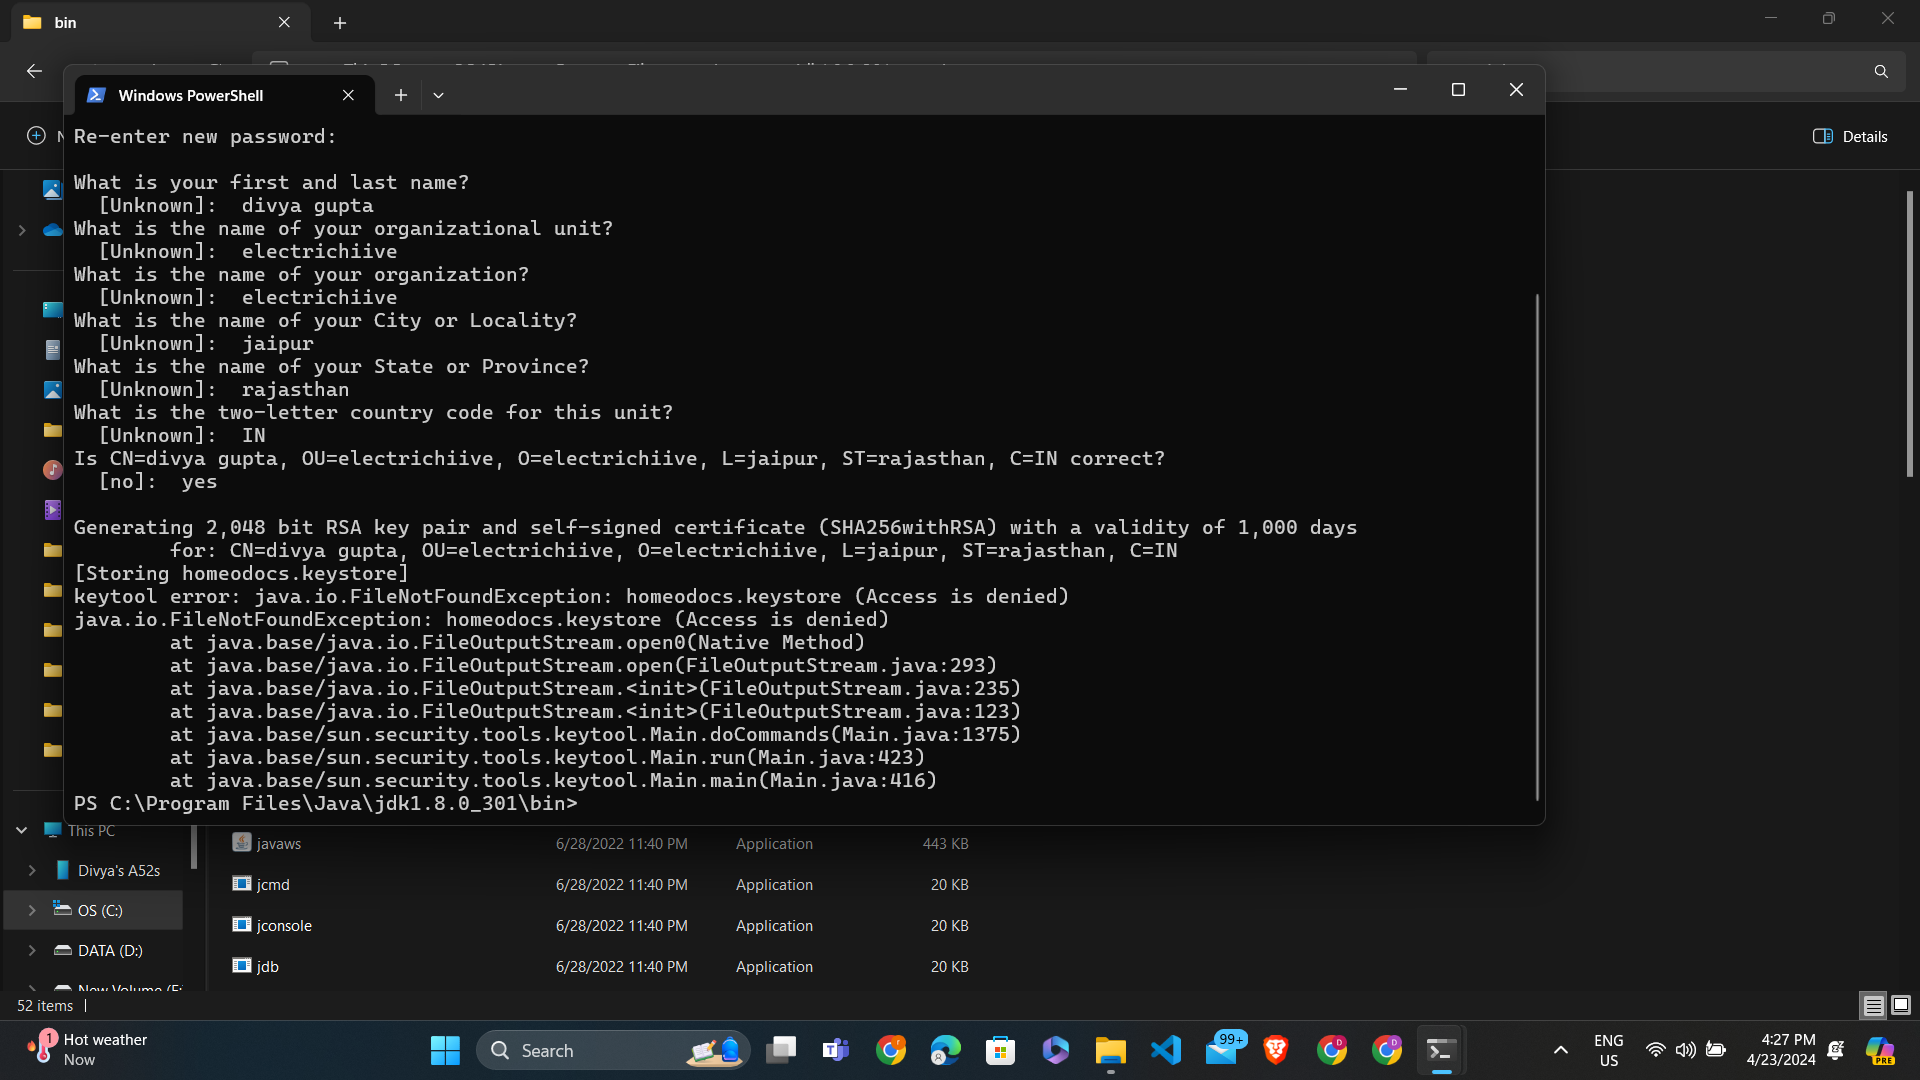 bin
Windows PowerShell
Details
Re-enter new password:
What is your first and last name?
[Unknown]:  divya gupta
What is the name of your organizational unit?
[Unknown]:  electrichiive
What is the name of your organization?
[Unknown]:  electrichiive
What is the name of your City or Locality?
[Unknown]:  jaipur
What is the name of your State or Province?
[Unknown]:  rajasthan
What is the two-letter country code for this unit?
[Unknown]:  IN
Is CN=divya gupta, OU=electrichiive, O=electrichiive, L=jaipur, ST=rajasthan, C=IN correct?
[no]:  yes
Generating 2,048 bit RSA key pair and self-signed certificate (SHA256withRSA) with a validity of 1,000 days
for: CN=divya gupta, OU=electrichiive, O=electrichiive, L=jaipur, ST=rajasthan, C=IN
[Storing homeodocs.keystore]
keytool error: java.io.FileNotFoundException: homeodocs.keystore (Access is denied)
java.io.FileNotFoundException: homeodocs.keystore (Access is denied)
at java.base/java.io.FileOutputStream.open0(Native Method)
at java.base/java.io.FileOutputStream.open(FileOutputStream.java:293)
at java.base/java.io.FileOutputStream.<init>(FileOutputStream.java:235)
at java.base/java.io.FileOutputStream.<init>(FileOutputStream.java:123)
at java.base/sun.security.tools.keytool.Main.doCommands(Main.java:1375)
at java.base/sun.security.tools.keytool.Main.run(Main.java:423)
at java.base/sun.security.tools.keytool.Main.main(Main.java:416)
PS C:\Program Files\Java\jdk1.8.0_301\bin>
This PC
javaws 6/28/2022 11:40 PM Application 443 KB
Divya's A52s
jcmd 6/28/2022 11:40 PM Application 20 KB
OS (C:)
jconsole 6/28/2022 11:40 PM Application 20 KB
DATA (D:)
jdb 6/28/2022 11:40 PM Application 20 KB
New Volume
52 items
1
Hot weather
Now
Search
99+
D
D
ENG
US
4:27 PM
4/23/2024
PRE